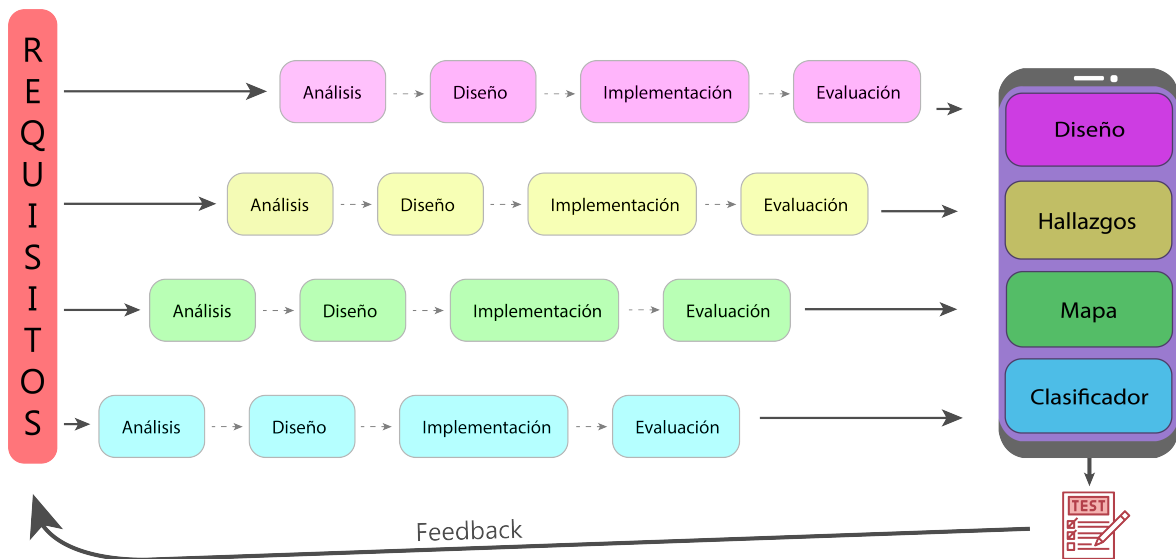 REQUISITOS
Análisis
Diseño
Implementación
Evaluación
Análisis
Diseño
Implementación
Evaluación
Análisis
Diseño
Implementación
Evaluación
Análisis
Diseño
Implementación
Evaluación
Diseño
Hallazgos
Mapa
Clasificador
TEST
Feedback